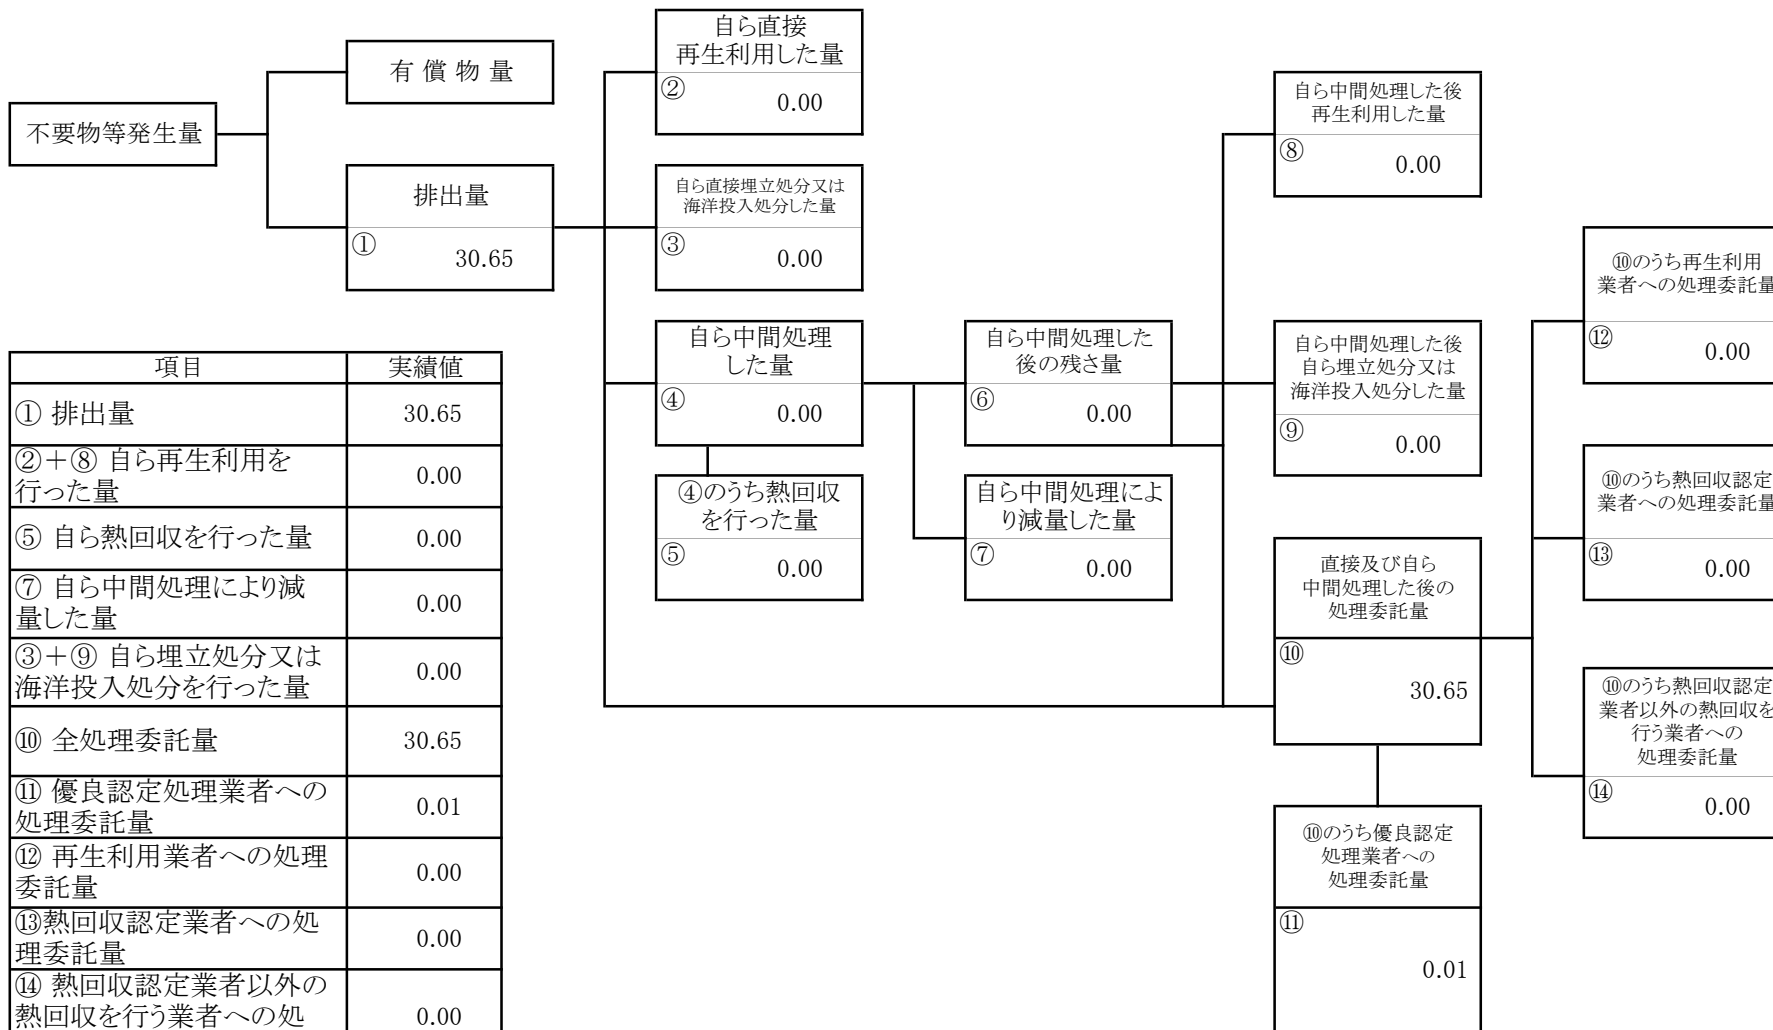 不要物等発生量
有償物量
排出量
①
30.65
自ら直接
再生利用した量
②
0.00
自ら直接埋立処分又は
海洋投入処分した量
③
0.00
自ら中間処理
した量
④
0.00
④のうち熱回収
を行った量
⑤
0.00
自ら中間処理した
後の残さ量
⑥
0.00
自ら中間処理によ
り減量した量
⑦
0.00
自ら中間処理した後
再生利用した量
⑧
0.00
自ら中間処理した後
自ら埋立処分又は
海洋投入処分した量
⑨
0.00
直接及び自ら
中間処理した後の
処理委託量
⑩
30.65
⑩のうち優良認定
処理業者への
処理委託量
⑪
0.01
⑩のうち再生利用
業者への処理委託量
⑫
0.00
⑩のうち熱回収認定
業者への処理委託量
⑬
0.00
⑩のうち熱回収認定
業者以外の熱回収を
行う業者への
処理委託量
⑭
0.00
項目 実績値
① 排出量 30.65
②＋⑧ 自ら再生利用を
行った量 0.00
⑤ 自ら熱回収を行った量 0.00
⑦ 自ら中間処理により減
量した量 0.00
③＋⑨ 自ら埋立処分又は
海洋投入処分を行った量 0.00
⑩ 全処理委託量 30.65
⑪ 優良認定処理業者への
処理委託量 0.01
⑫ 再生利用業者への処理
委託量 0.00
⑬熱回収認定業者への処
理委託量 0.00
⑭ 熱回収認定業者以外の
熱回収を行う業者への処 0.00